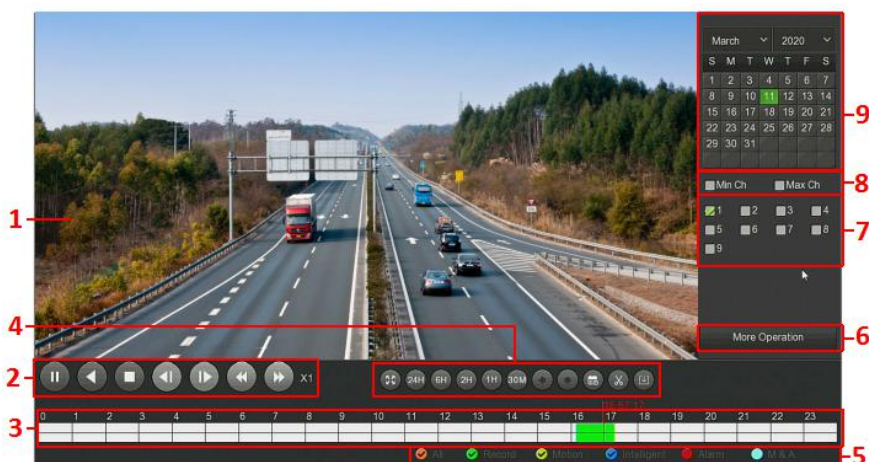 March 2020
S M T W T F S
1 2 3 4 5 6 7
8 9 10 11 12 13 14
15 16 17 18 19 20 21
22 23 24 25 26 27 28
29 30 31
9
Min Ch Max Ch
8
1 2 3 4
5 6 7 8
9
7
1
4
More Operation
6
2
X1
24H 6H 2H 1H 30M
3
0 1 2 3 4 5 6 7 8 9 10 11 12 13 14 15 16 17 18 19 20 21 22 23
All Record Motion Intelligent Alarm M & A
5